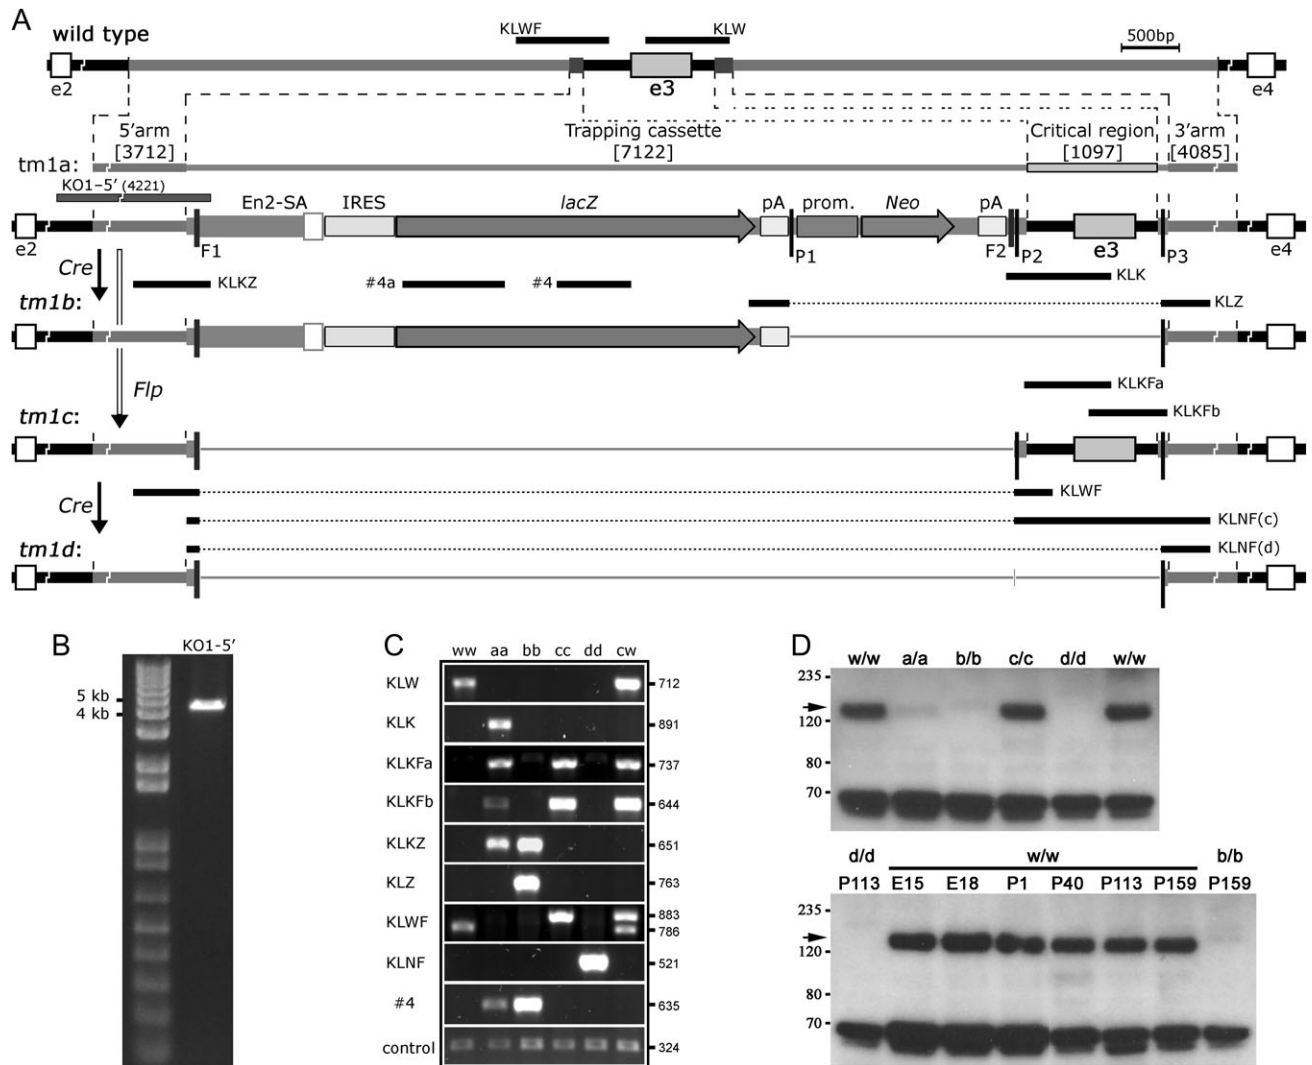 A
wild type
KLWF
KLW
500bp
e2
e3
e4
5'arm
[3712]
Trapping cassette
[7122]
Critical region
[1097]
3'arm
[4085]
tm1a:
KO1–5' (4221)
En2-SA
IRES
lacZ
pA
prom.
Neo
pA
e2
F1
P1
F2
P2
e3
P3
e4
Cre
KLKZ
#4a
#4
KLK
tm1b:
KLZ
Flp
KLKFa
tm1c:
KLKFb
Cre
KLWF
KLNF(c)
tm1d:
KLNF(d)
B
KO1-5'
5 kb
4 kb
C
ww aa bb cc dd cw
KLW 712
KLK 891
KLKFa 737
KLKFb 644
KLKZ 651
KLZ 763
KLWF 883
786
KLNF 521
#4 635
control 324
D
w/w a/a b/b c/c d/d w/w
235
120
80
70
d/d w/w b/b
P113 E15 E18 P1 P40 P113 P159 P159
235
120
80
70